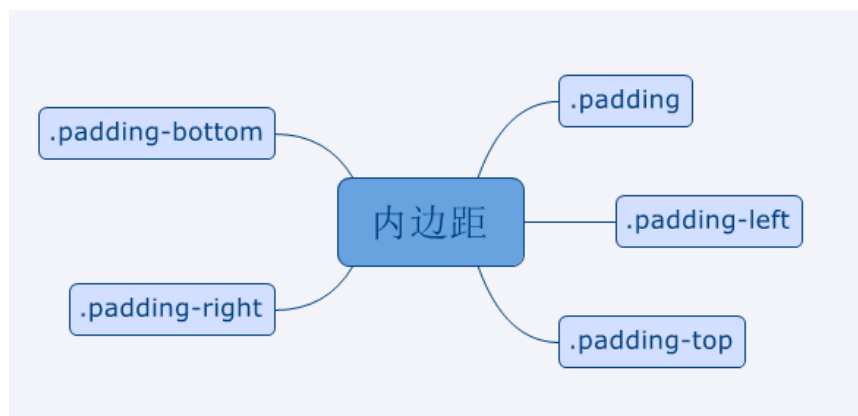 .padding
.padding-bottom
内边距
.padding-left
.padding-right
.padding-top